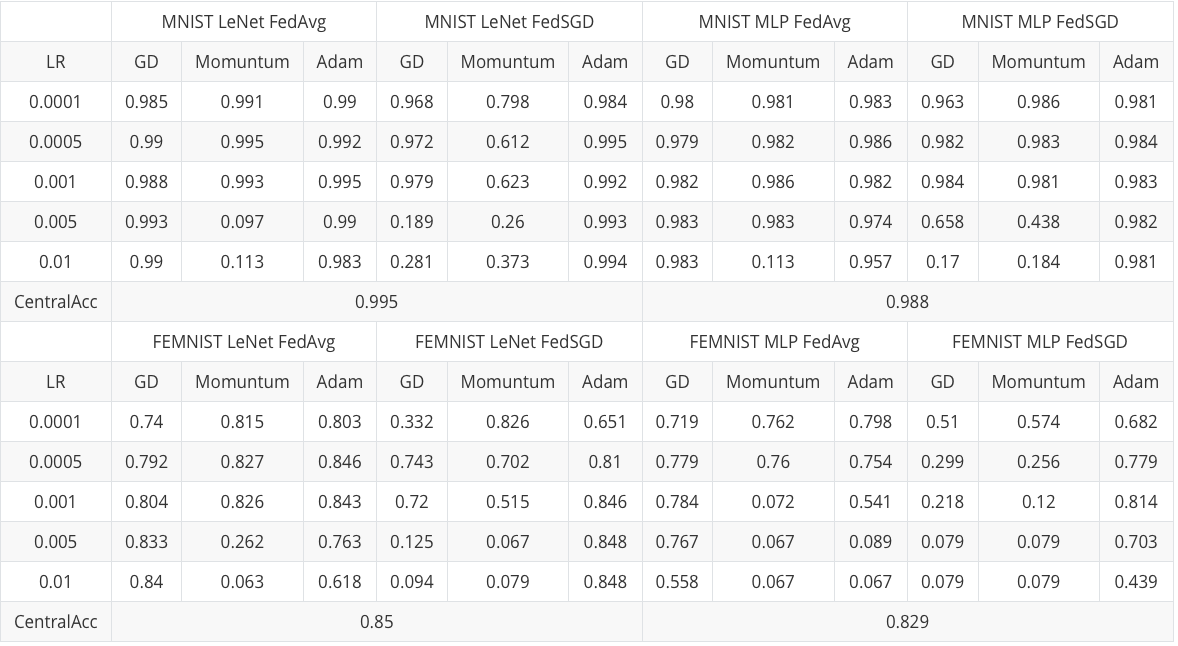 MNIST LeNet FedAvg MNIST LeNet FedSGD MNIST MLP FedAvg MNIST MLP FedSGD
LR GD Momuntum Adam GD Momuntum Adam GD Momuntum Adam GD Momuntum Adam
0.0001 0.985 0.991 0.99 0.968 0.798 0.984 0.98 0.981 0.983 0.963 0.986 0.981
0.0005 0.99 0.995 0.992 0.972 0.612 0.995 0.979 0.982 0.986 0.982 0.983 0.984
0.001 0.988 0.993 0.995 0.979 0.623 0.992 0.982 0.986 0.982 0.984 0.981 0.983
0.005 0.993 0.097 0.99 0.189 0.26 0.993 0.983 0.983 0.974 0.658 0.438 0.982
0.01 0.99 0.113 0.983 0.281 0.373 0.994 0.983 0.113 0.957 0.17 0.184 0.981
CentralAcc 0.995 0.988
FEMNIST LeNet FedAvg FEMNIST LeNet FedSGD FEMNIST MLP FedAvg FEMNIST MLP FedSGD
LR GD Momuntum Adam GD Momuntum Adam GD Momuntum Adam GD Momuntum Adam
0.0001 0.74 0.815 0.803 0.332 0.826 0.651 0.719 0.762 0.798 0.51 0.574 0.682
0.0005 0.792 0.827 0.846 0.743 0.702 0.81 0.779 0.76 0.754 0.299 0.256 0.779
0.001 0.804 0.826 0.843 0.72 0.515 0.846 0.784 0.072 0.541 0.218 0.12 0.814
0.005 0.833 0.262 0.763 0.125 0.067 0.848 0.767 0.067 0.089 0.079 0.079 0.703
0.01 0.84 0.063 0.618 0.094 0.079 0.848 0.558 0.067 0.067 0.079 0.079 0.439
CentralAcc 0.85 0.829